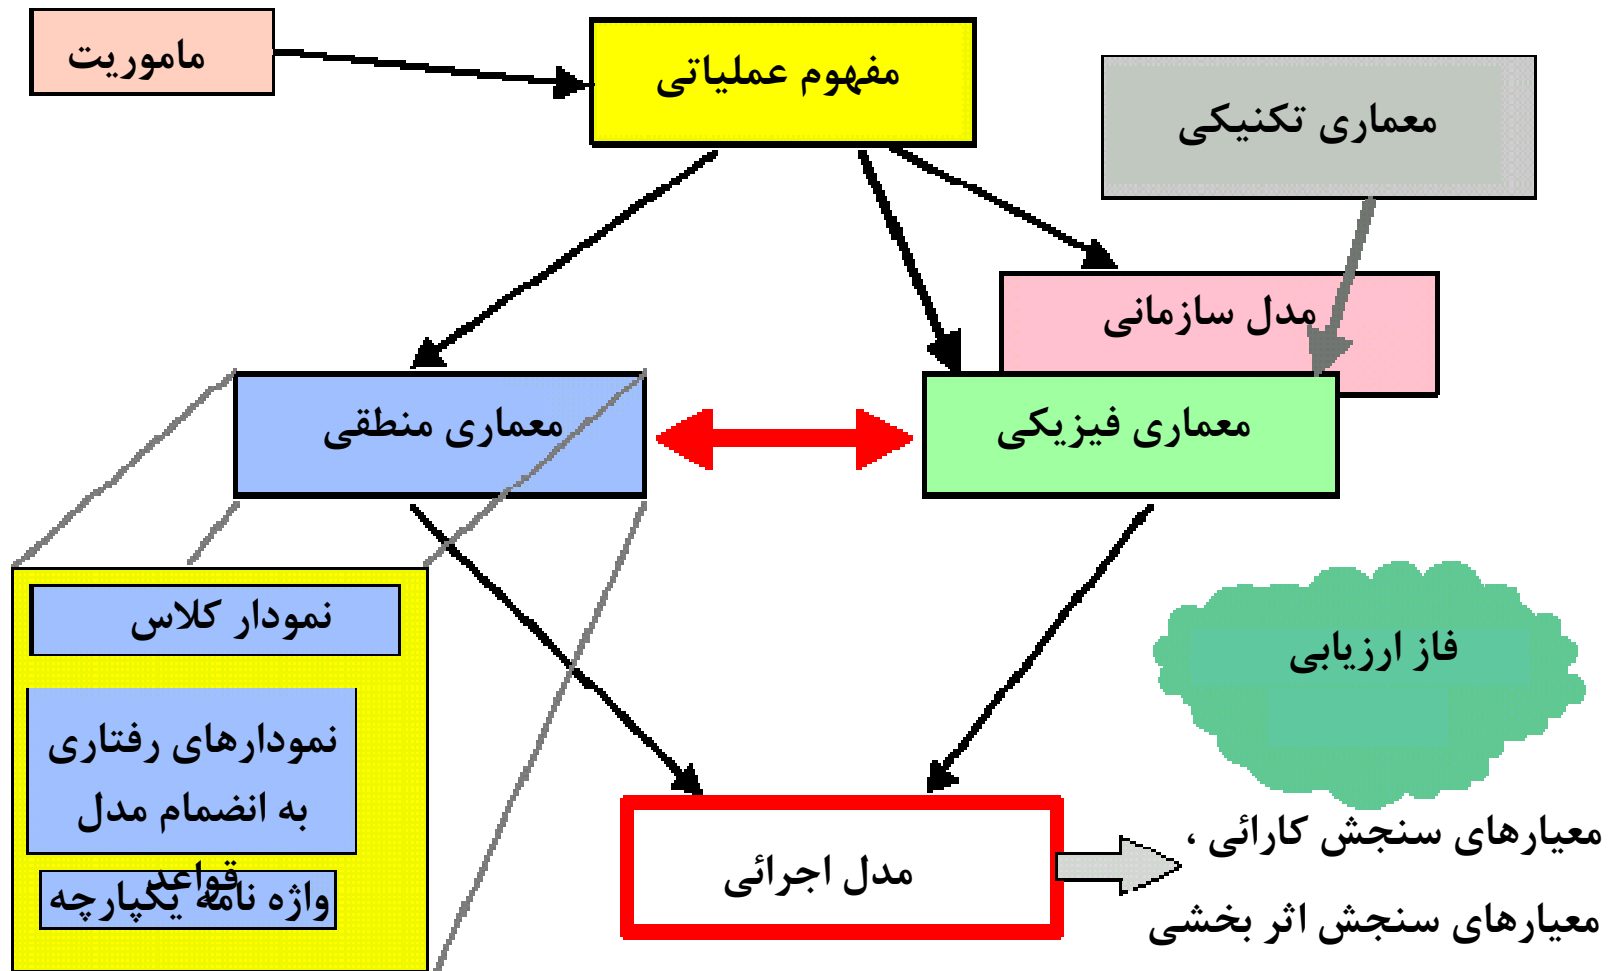 ماموریت
مفهوم عملیاتی
معماری تکنیکی
مدل سازمانی
معماری منطقی
معماری فیزیکی
نمودار کلاس
نمودارهای رفتاری
به انضمام مدل
قواعد
واژه نامه یکپارچه
فاز ارزیابی
مدل اجرائی
معیارهای سنجش کارائی ،
معیارهای سنجش اثر بخشی